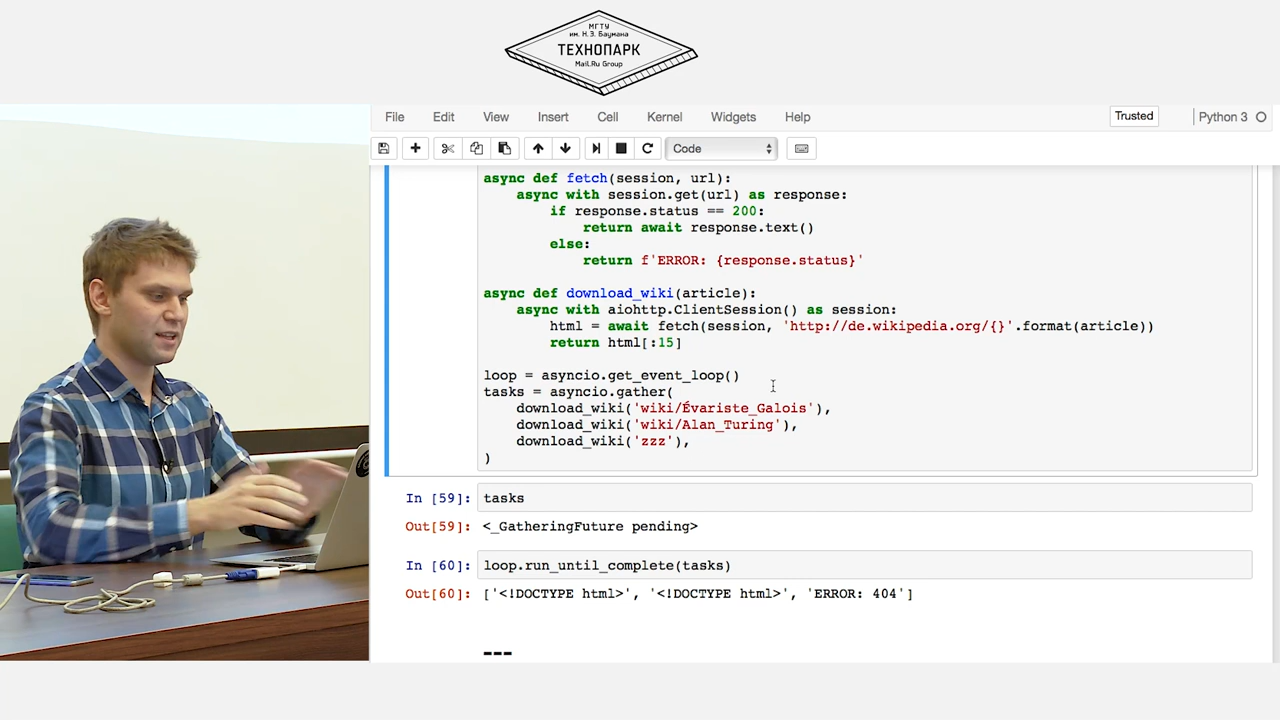 МГТУ
им. Н.Э. Баумана
ТЕХНОПАРК
Mail.Ru Group
File Edit View Insert Cell Kernel Widgets Help Trusted Python 3
Code
async def fetch(session, url):
    async with session.get(url) as response:
        if response.status == 200:
            return await response.text()
        else:
            return f'ERROR: {response.status}'
async def download_wiki(article):
    async with aiohttp.ClientSession() as session:
        html = await fetch(session, 'http://de.wikipedia.org/{}'.format(article))
        return html[:15]
loop = asyncio.get_event_loop()
tasks = asyncio.gather(
    download_wiki('wiki/Évariste_Galois'),
    download_wiki('wiki/Alan_Turing'),
    download_wiki('zzz'),
)
In [59]: tasks
Out[59]: <_GatheringFuture pending>
In [60]: loop.run_until_complete(tasks)
Out[60]: ['<!DOCTYPE html>', '<!DOCTYPE html>', 'ERROR: 404']
---